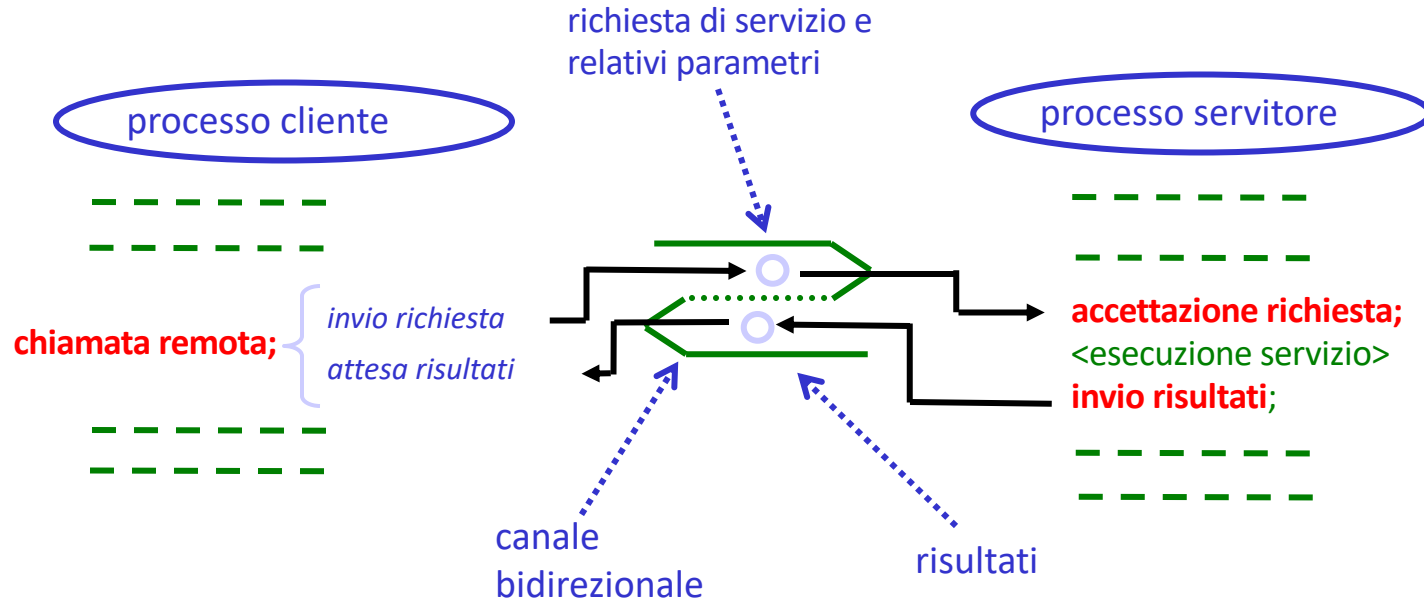 richiesta di servizio e
relativi parametri
processo cliente
processo servitore
chiamata remota;
invio richiesta
attesa risultati
accettazione richiesta;
<esecuzione servizio>
invio risultati;
canale
bidirezionale
risultati